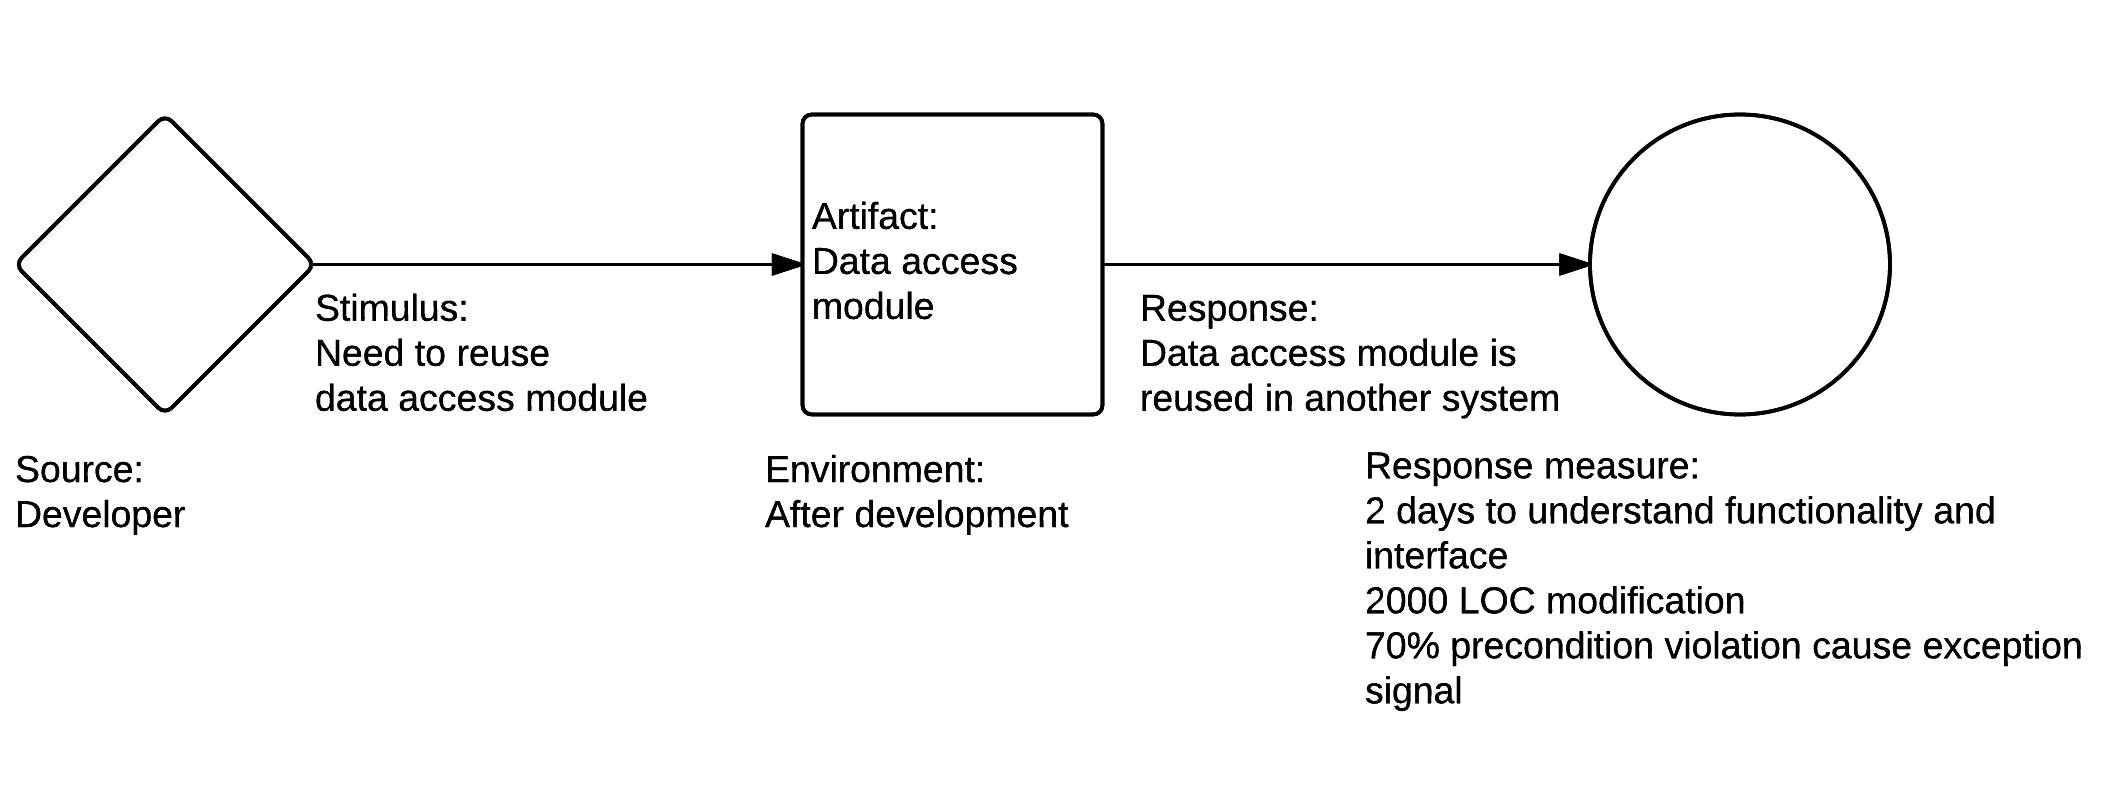 Source:
Developer
Stimulus:
Need to reuse
data access module
Artifact:
Data access
module
Environment:
After development
Response:
Data access module is
reused in another system
Response measure:
2 days to understand functionality and
interface
2000 LOC modification
70% precondition violation cause exception
signal